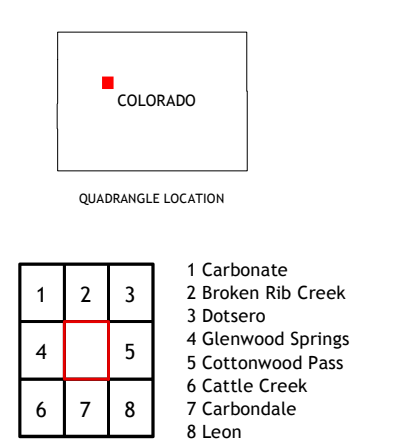 COLORADO
QUADRANGLE LOCATION
1 2 3
4 5
6 7 8
1 Carbonate
2 Broken Rib Creek
3 Dotsero
4 Glenwood Springs
5 Cottonwood Pass
6 Cattle Creek
7 Carbondale
8 Leon